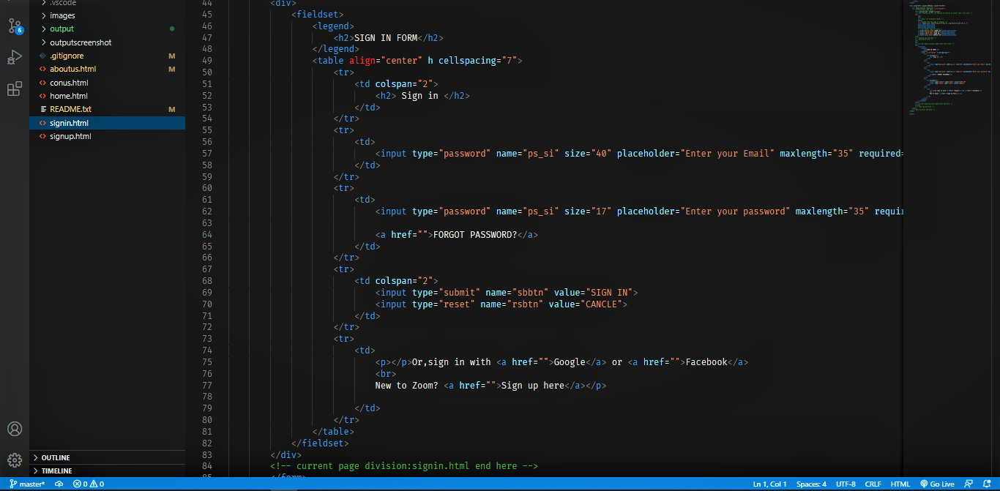 .vscode
images
output
outputscreenshot
.gitignore M
aboutus.html M
conus.html
home.html
README.txt M
signin.html
signup.html
6
OUTLINE
TIMELINE
44 <div>
45 <fieldset>
46 <legend>
47 <h2>SIGN IN FORM</h2>
48 </legend>
49 <table align="center" h cellspacing="7">
50 <tr>
51 <td colspan="2">
52 <h2> Sign in </h2>
53 </td>
54 </tr>
55 <tr>
56 <td>
57 <input type="password" name="ps_si" size="40" placeholder="Enter your Email" maxlength="35" required=
58 </td>
59 </tr>
60 <tr>
61 <td>
62 <input type="password" name="ps_si" size="17" placeholder="Enter your password" maxlength="35" requir
63
64 <a href="">FORGOT PASSWORD?</a>
65 </td>
66 </tr>
67 <tr>
68 <td colspan="2">
69 <input type="submit" name="sbbtn" value="SIGN IN">
70 <input type="reset" name="rsbtn" value="CANCLE">
71 </td>
72 </tr>
73 <tr>
74 <td>
75 <p></p>Or,sign in with <a href="">Google</a> or <a href="">Facebook</a>
76 <br>
77 New to Zoom? <a href="">Sign up here</a></p>
78
79 </td>
80 </tr>
81 </table>
82 </fieldset>
83 </div>
84 <!-- current page division:signin.html end here -->
85 </form>
master* 0 0 Ln 1, Col 1 Spaces: 4 UTF-8 CRLF HTML Go Live